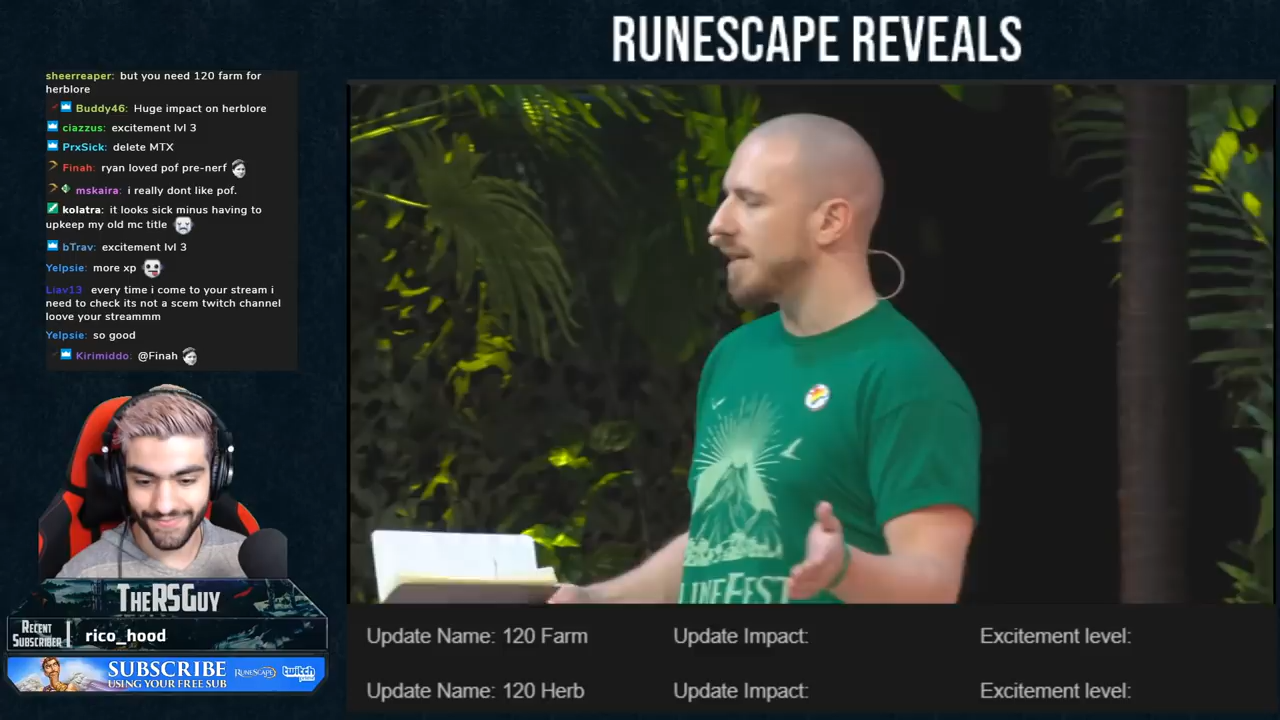 RUNESCAPE REVEALS
sheerreaper: but you need 120 farm for
herblore
Buddy46: Huge impact on herblore
ciazzus: excitement lvl 3
PrxSick: delete MTX
Finah: ryan loved pof pre-nerf
mskaira: i really dont like pof.
kolatra: it looks sick minus having to
upkeep my old mc title
bTrav: excitement lvl 3
Yelpsie: more xp
Liav13: every time i come to your stream i
need to check its not a scem twitch channel
loove your streammm
Yelpsie: so good
Kirimiddo: @Finah
LINEFEST
THERSGUY
RECENT
SUBSCRIBER
rico_hood
SUBSCRIBE
USING YOUR FREE SUB
RUNESCAPE
twitch
prime
Update Name: 120 Farm Update Impact: Excitement level:
Update Name: 120 Herb Update Impact: Excitement level: